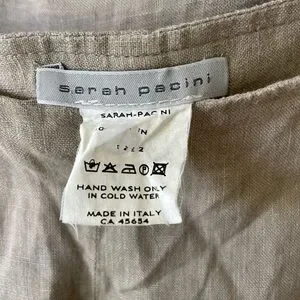 sarah pacini
SARAH-PACINI
HAND WASH ONLY
IN COLD WATER
MADE IN ITALY
CA 45654